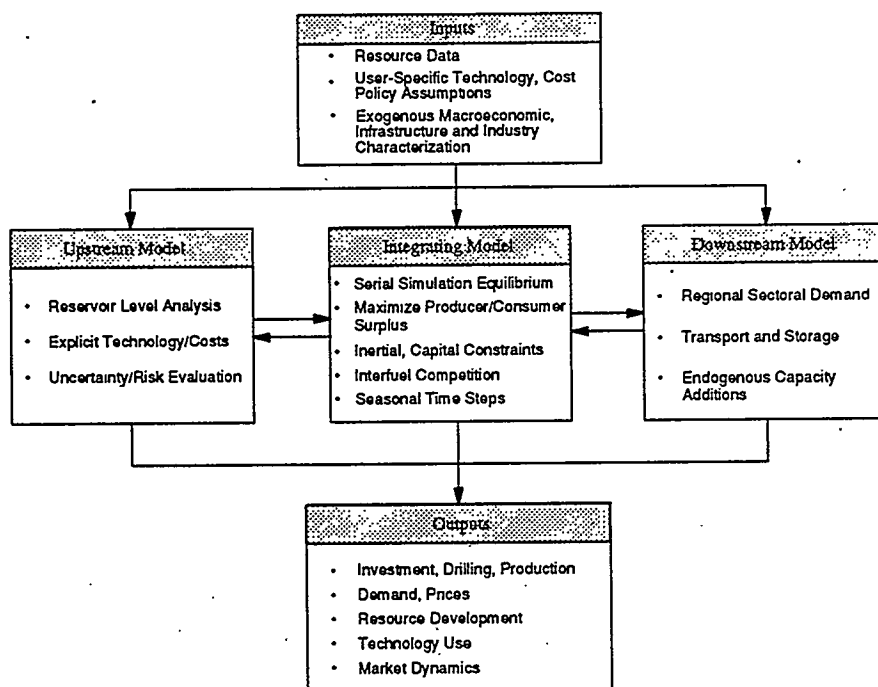 Inputs
• Resource Data
• User-Specific Technology, Cost
Policy Assumptions
• Exogenous Macroeconomic,
Infrastructure and Industry
Characterization
Upstream Model
• Reservoir Level Analysis
• Explicit Technology/Costs
• Uncertainty/Risk Evaluation
Integrating Model
• Serial Simulation Equilibrium
• Maximize Producer/Consumer
Surplus
• Inertial, Capital Constraints
• Interfuel Competition
• Seasonal Time Steps
Downstream Model
• Regional Sectoral Demand
• Transport and Storage
• Endogenous Capacity
Additions
Outputs
• Investment, Drilling, Production
• Demand, Prices
• Resource Development
• Technology Use
• Market Dynamics